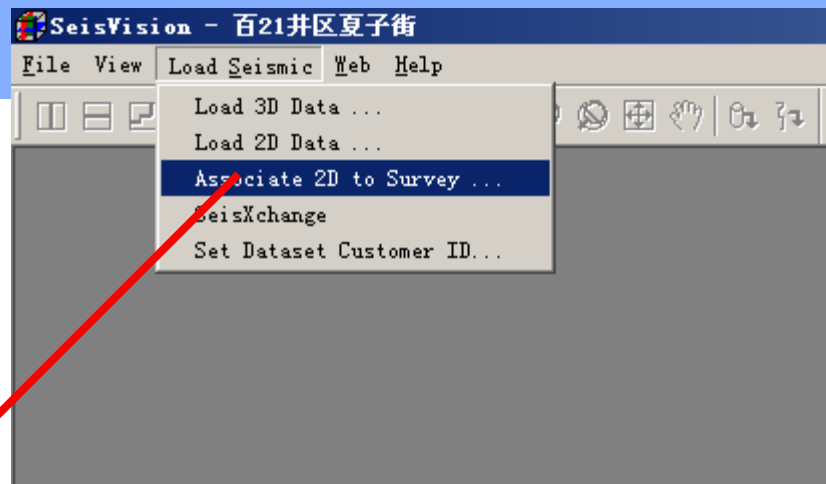 SeisVision - 百21井区夏子街
File View Load Seismic Web Help
Load 3D Data ...
Load 2D Data ...
Associate 2D to Survey ...
SeisXchange
Set Dataset Customer ID...